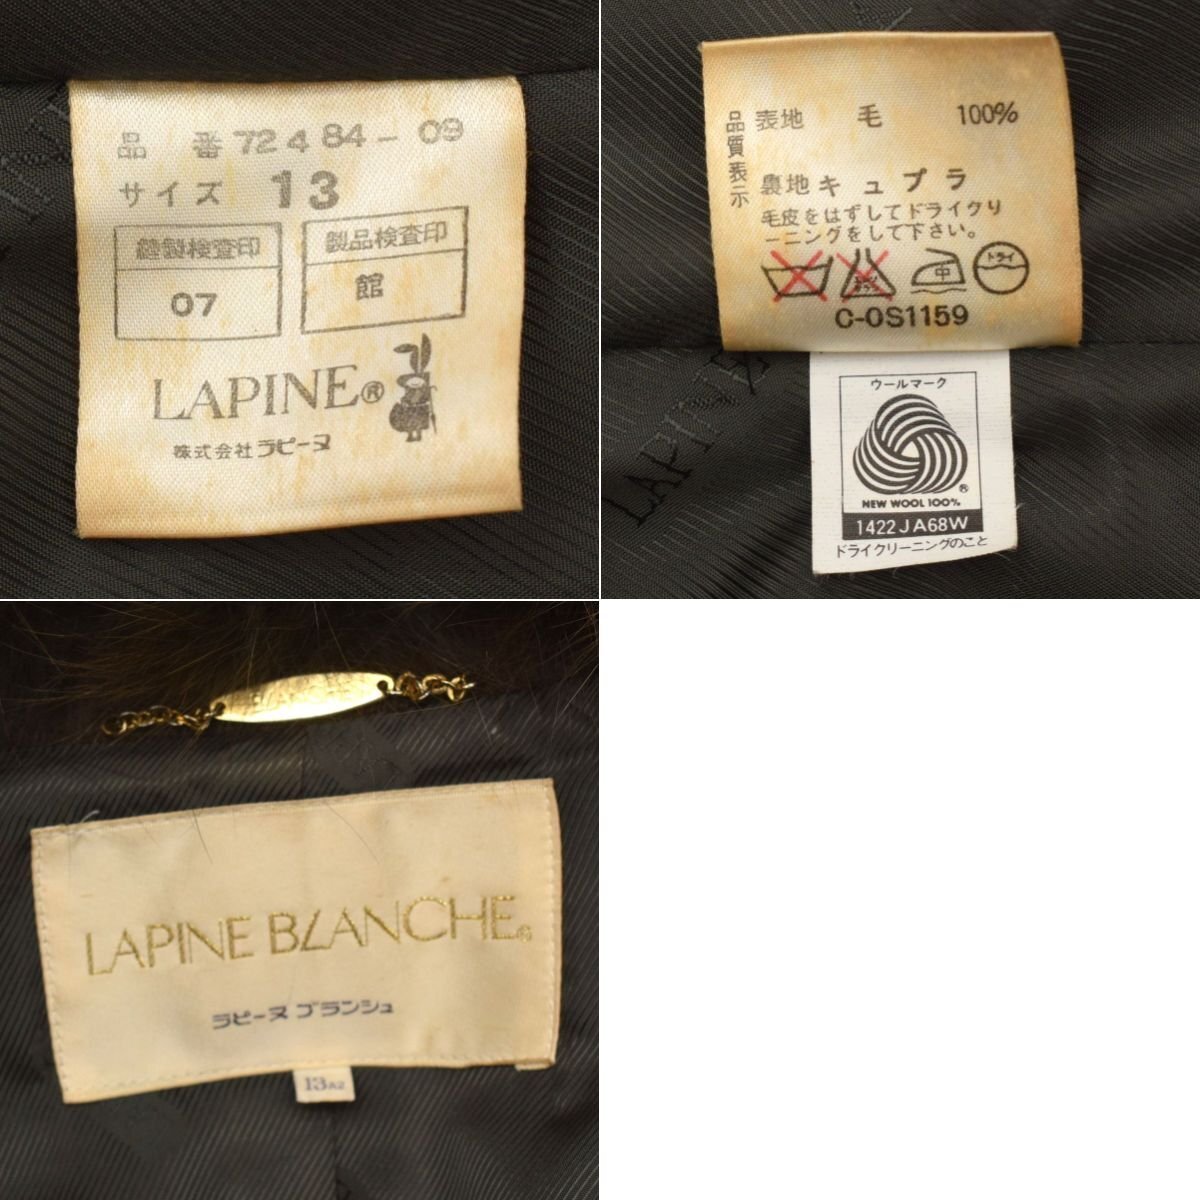 品 番 72484-09
サイズ 13
縫製検査印
07
製品検査印
館
LAPINE®
株式会社 ラピーヌ
品質表示
表地 毛 100%
裏地 キュプラ
毛皮をはずしてドライクリ
ーニングをして下さい。
中
ドライ
C-0S1159
LAPINE
ウールマーク
®
NEW WOOL 100%
1422JA68W
ドライクリーニングのこと
LAPINE BLANCHE®
ラピーヌ ブランシュ
13A2